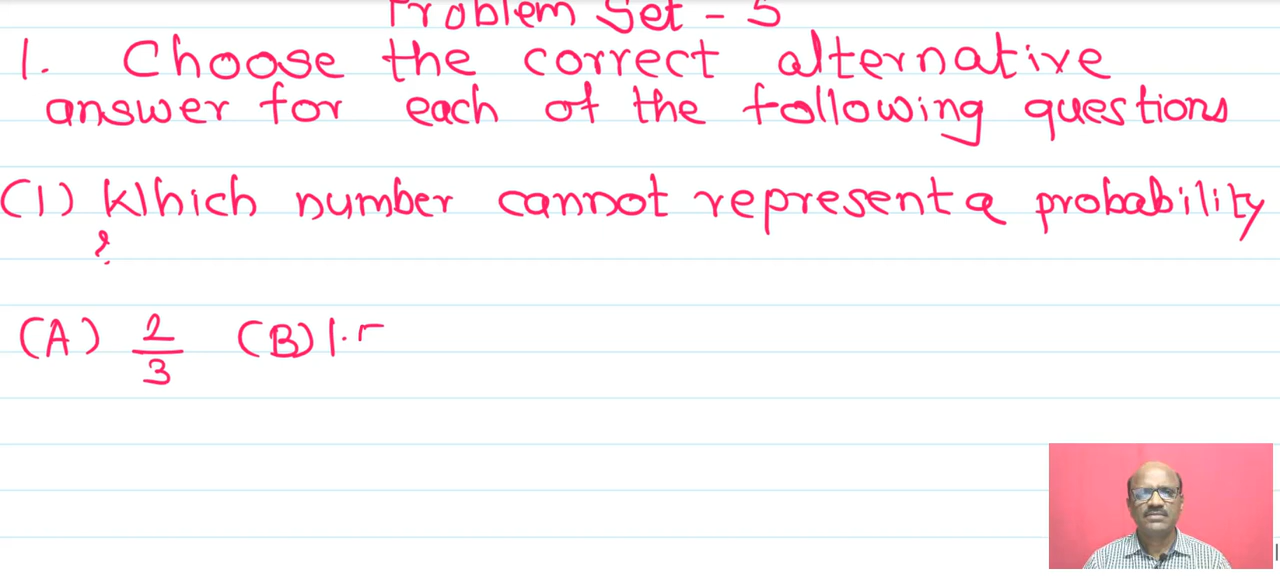 Problem Set - 5
1. Choose the correct alternative
answer for each of the following questions
(1) Which number cannot represent a probability
?
(A) 2/3 (B) 1.